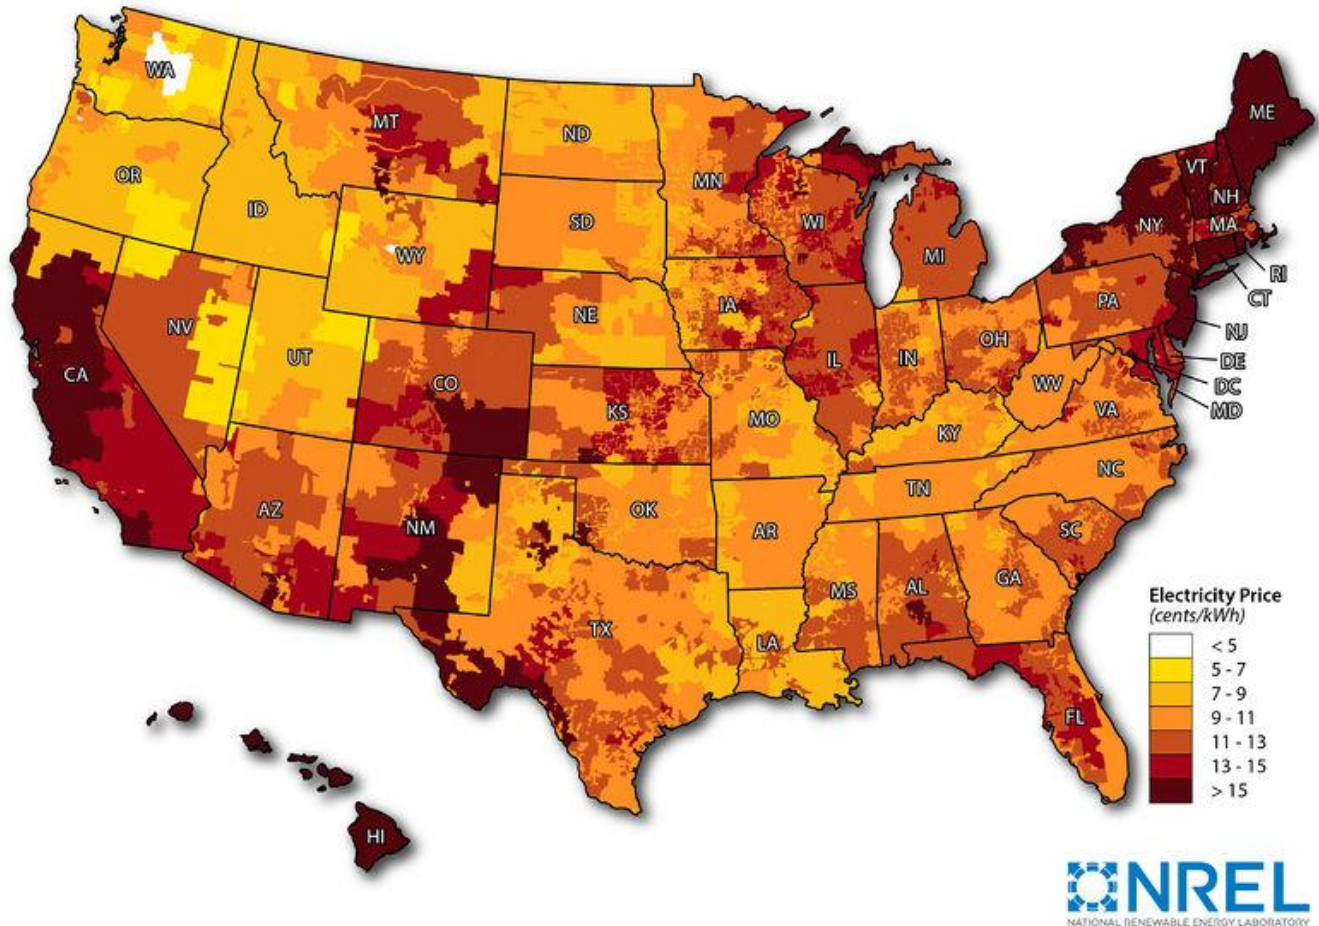 WA
MT
ND
ME
OR
ID
MN
VT
NH
SD
WI
NY
MA
WY
MI
RI
CT
IA
PA
NE
NV
NJ
OH
UT
IL
IN
DE
CA
CO
WV
DC
KS
MO
VA
MD
KY
NC
TN
AZ
OK
NM
AR
SC
GA
AL
MS
TX
LA
FL
HI
Electricity Price
(cents/kWh)
< 5
5 - 7
7 - 9
9 - 11
11 - 13
13 - 15
> 15
NREL
NATIONAL RENEWABLE ENERGY LABORATORY